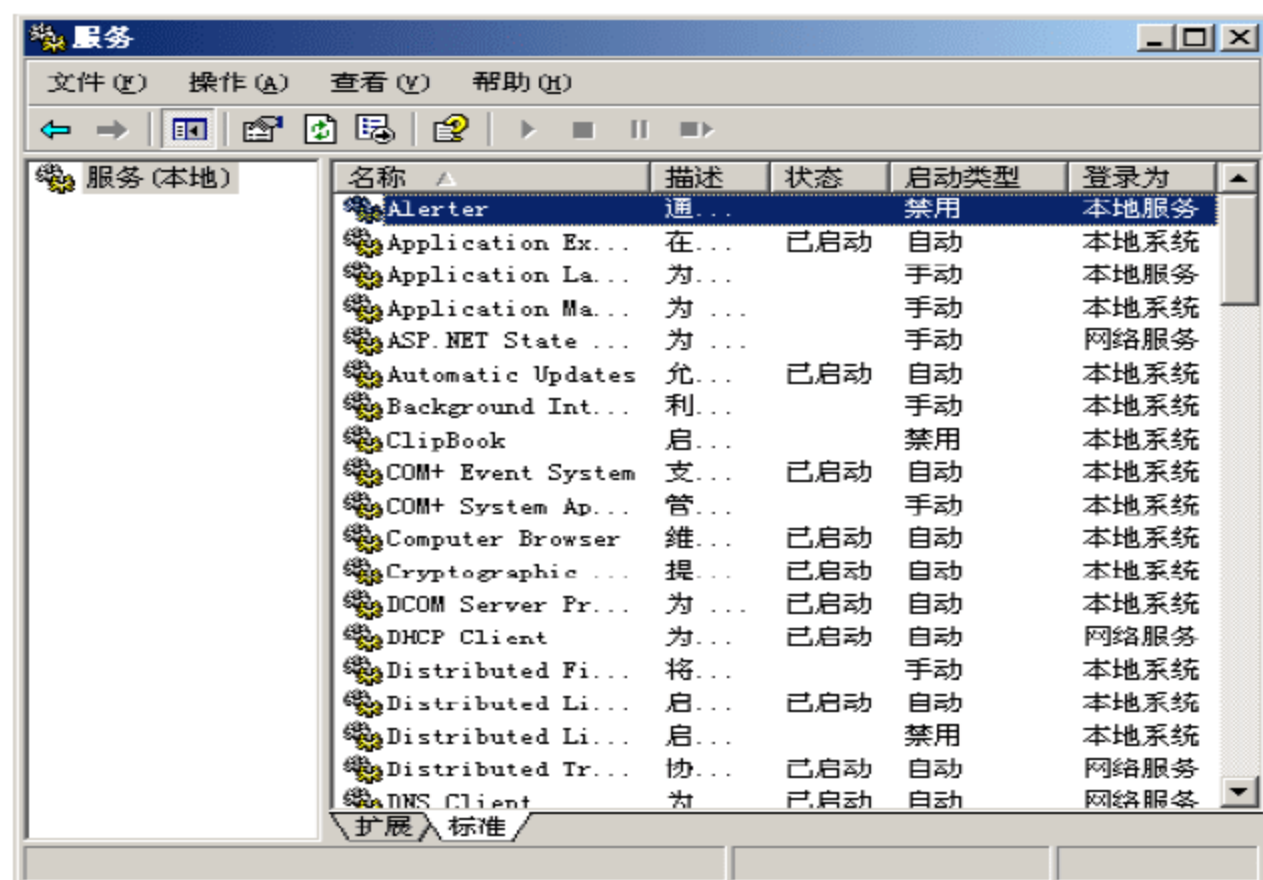 服务
文件(F) 操作(A) 查看(V) 帮助(H)
服务(本地)
名称 描述 状态 启动类型 登录为
Alerter 通... 禁用 本地服务
Application Ex... 在... 已启动 自动 本地系统
Application La... 为... 手动 本地服务
Application Ma... 为 ... 手动 本地系统
ASP.NET State ... 为 ... 手动 网络服务
Automatic Updates 允... 已启动 自动 本地系统
Background Int... 利... 手动 本地系统
ClipBook 启... 禁用 本地系统
COM+ Event System 支... 已启动 自动 本地系统
COM+ System Ap... 管... 手动 本地系统
Computer Browser 维... 已启动 自动 本地系统
Cryptographic ... 提... 已启动 自动 本地系统
DCOM Server Pr... 为 ... 已启动 自动 本地系统
DHCP Client 为... 已启动 自动 网络服务
Distributed Fi... 将... 手动 本地系统
Distributed Li... 启... 已启动 自动 本地系统
Distributed Li... 启... 禁用 本地系统
Distributed Tr... 协... 已启动 自动 网络服务
DNS Client 为 已启动 自动 网络服务
扩展 标准